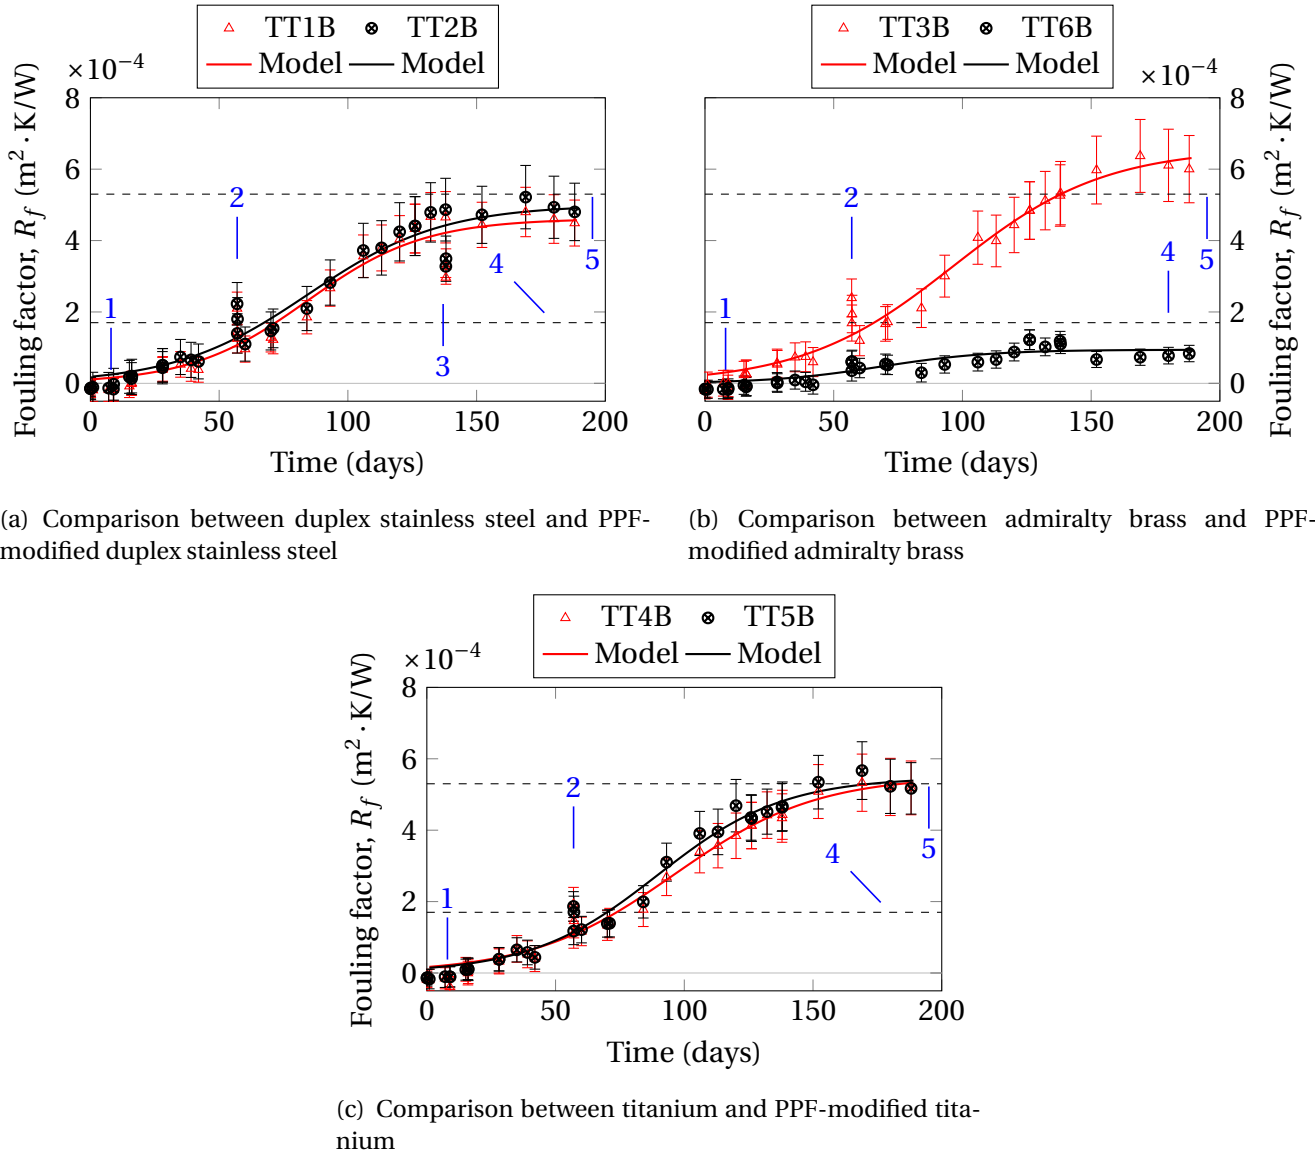 TT1B TT2B
Model Model
×10⁻⁴
Fouling factor, R_f (m² · K/W)
8
6
4
2
0
0 50 100 150 200
Time (days)
1
2
3
4
5
(a) Comparison between duplex stainless steel and PPF-
modified duplex stainless steel
TT3B TT6B
Model Model
×10⁻⁴
Fouling factor, R_f (m² · K/W)
8
6
4
2
0
0 50 100 150 200
Time (days)
1
2
4
5
(b) Comparison between admiralty brass and PPF-
modified admiralty brass
TT4B TT5B
Model Model
×10⁻⁴
Fouling factor, R_f (m² · K/W)
8
6
4
2
0
0 50 100 150 200
Time (days)
1
2
4
5
(c) Comparison between titanium and PPF-modified tita-
nium